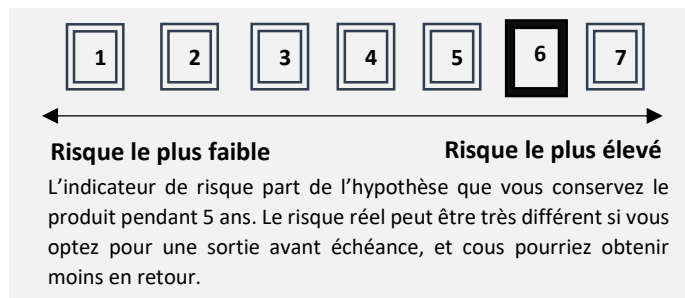 1 2 3 4 5 6 7
Risque le plus faible Risque le plus élevé
L'indicateur de risque part de l'hypothèse que vous conservez le
produit pendant 5 ans. Le risque réel peut être très différent si vous
optez pour une sortie avant échéance, et cous pourriez obtenir
moins en retour.